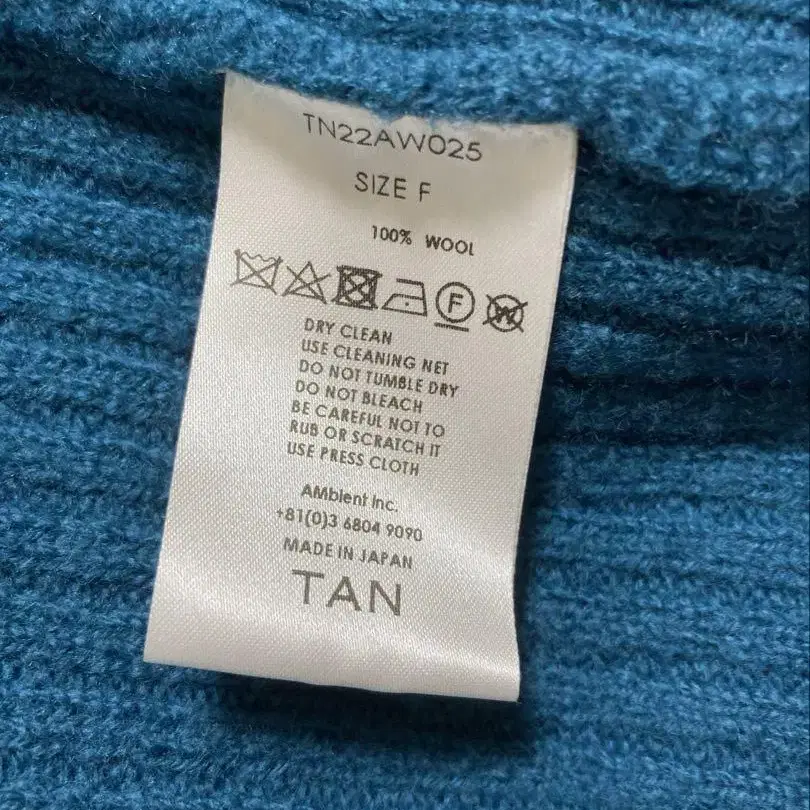 TN22AW025
SIZE F
100% WOOL
F W
DRY CLEAN
USE CLEANING NET
DO NOT TUMBLE DRY
DO NOT BLEACH
BE CAREFUL NOT TO
RUB OR SCRATCH IT
USE PRESS CLOTH
AMbient Inc.
+81(0)3 6804 9090
MADE IN JAPAN
TAN